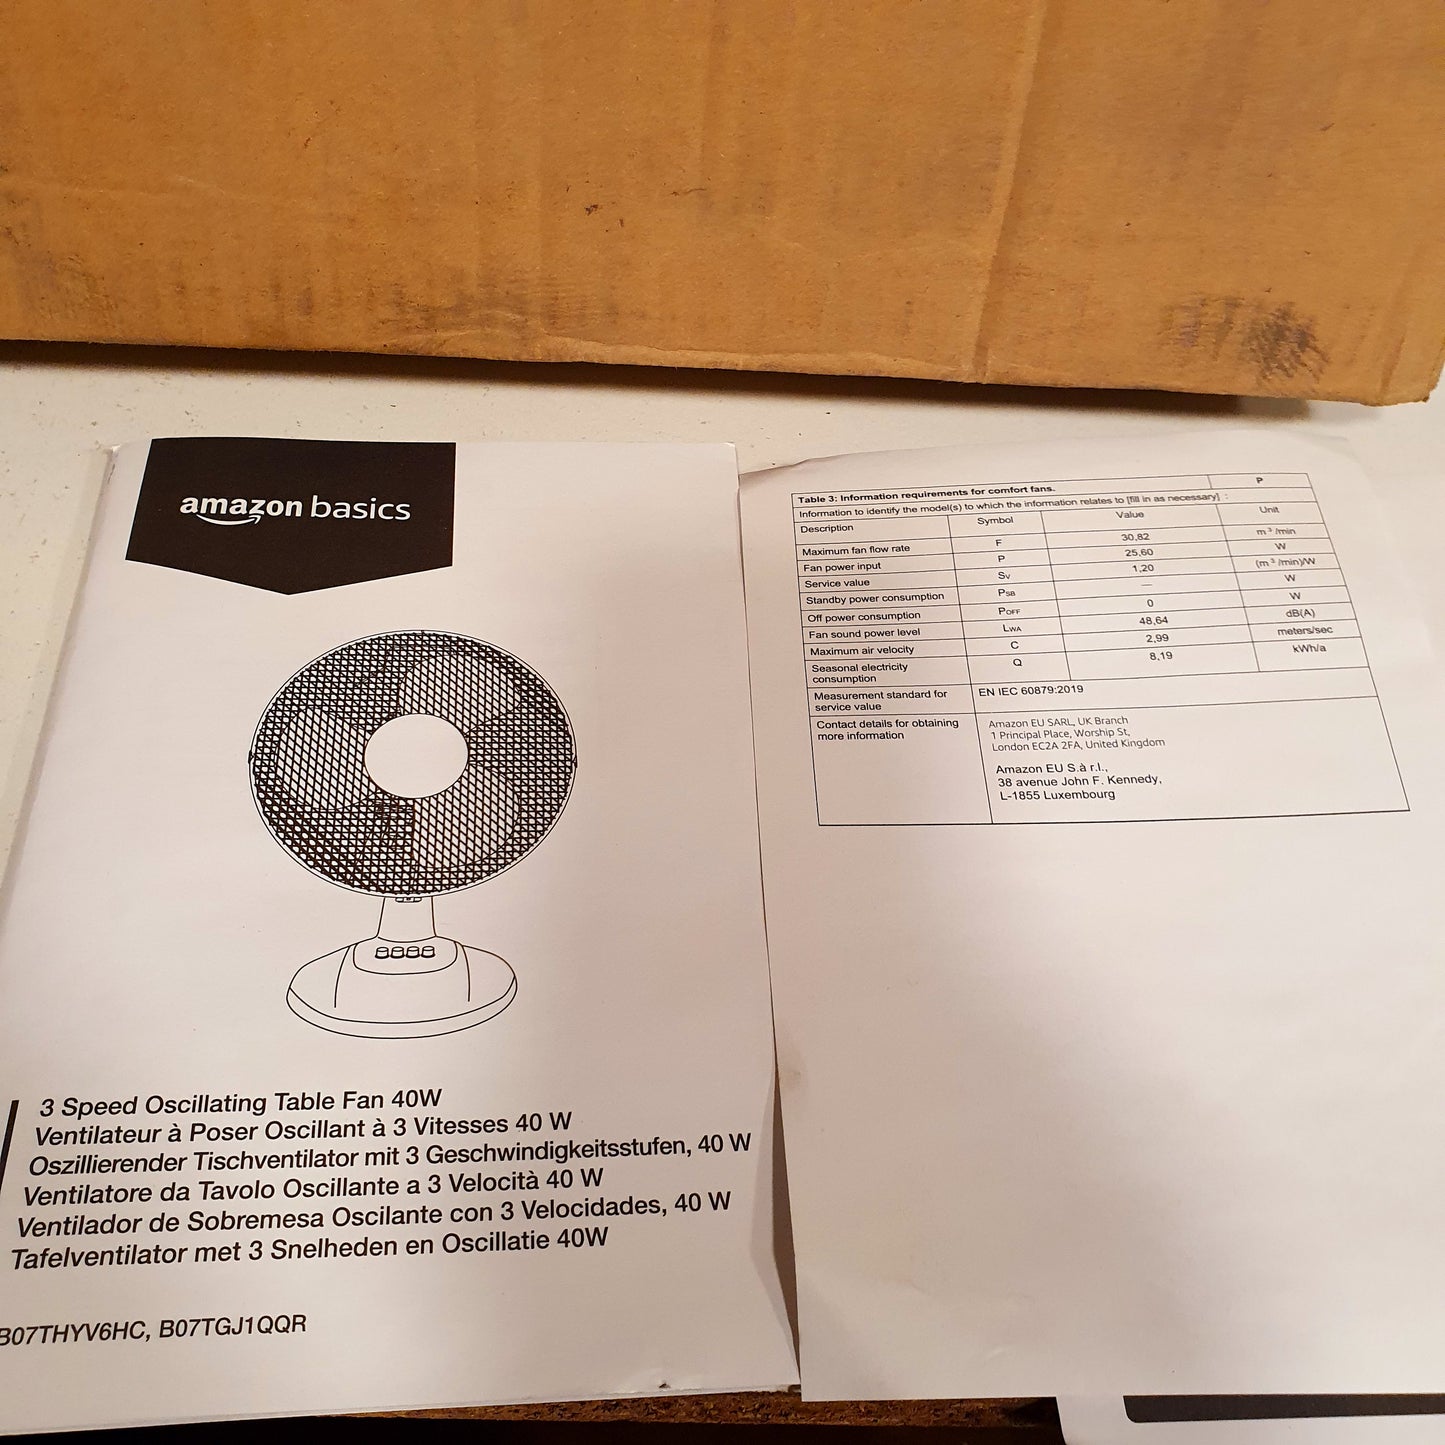 amazon basics
3 Speed Oscillating Table Fan 40W
Ventilateur à Poser Oscillant à 3 Vitesses 40 W
Oszillierender Tischventilator mit 3 Geschwindigkeitsstufen, 40 W
Ventilatore da Tavolo Oscillante a 3 Velocità 40 W
Ventilador de Sobremesa Oscilante con 3 Velocidades, 40 W
Tafelventilator met 3 Snelheden en Oscillatie 40W
B07THYV6HC, B07TGJ1QQR
Table 3: Information requirements for comfort fans. P
Information to identify the model(s) to which the information relates to [fill in as necessary] :
Description Symbol Value Unit
Maximum fan flow rate F 30,82 m³/min
Fan power input P 25,60 W
Service value Sv 1,20 (m³/min)/W
Standby power consumption PSB — W
Off power consumption POFF 0 W
Fan sound power level LWA 48,64 dB(A)
Maximum air velocity C 2,99 meters/sec
Seasonal electricity Q 8,19 kWh/a
consumption
Measurement standard for EN IEC 60879:2019
service value
Contact details for obtaining
more information
Amazon EU SARL, UK Branch
1 Principal Place, Worship St,
London EC2A 2FA, United Kingdom
Amazon EU S.à r.l.,
38 avenue John F. Kennedy,
L-1855 Luxembourg